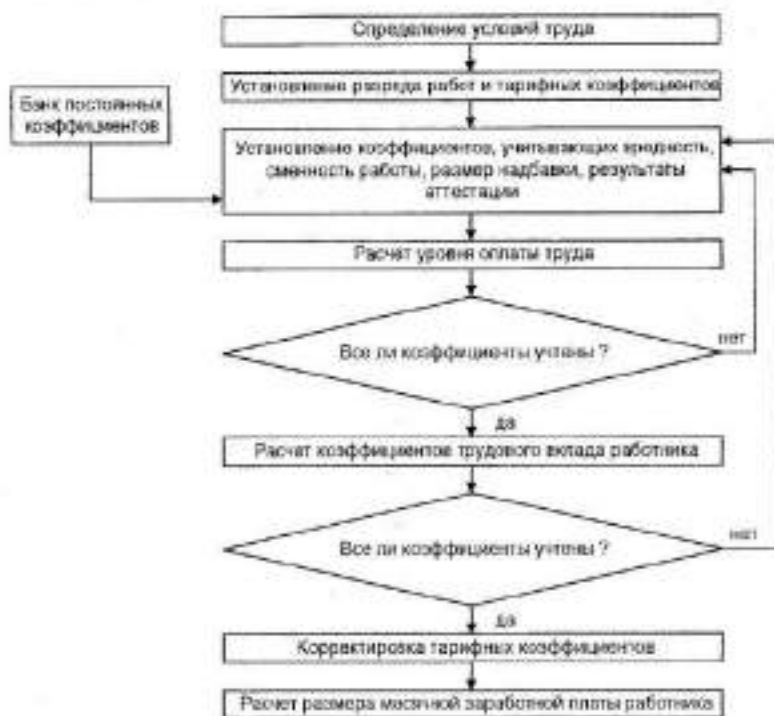 Определение условий труда
Установление разряда работ и тарифных коэффициентов
Банк постоянных
коэффициентов
Установление коэффициентов, учитывающих вредность,
сменность работы, размер надбавки, результаты
аттестации
Расчет уровня оплаты труда
Все ли коэффициенты учтены ?
нет
да
Расчет коэффициентов трудового вклада работника
Все ли коэффициенты учтены ?
нет
да
Корректировка тарифных коэффициентов
Расчет размера месячной заработной платы работника